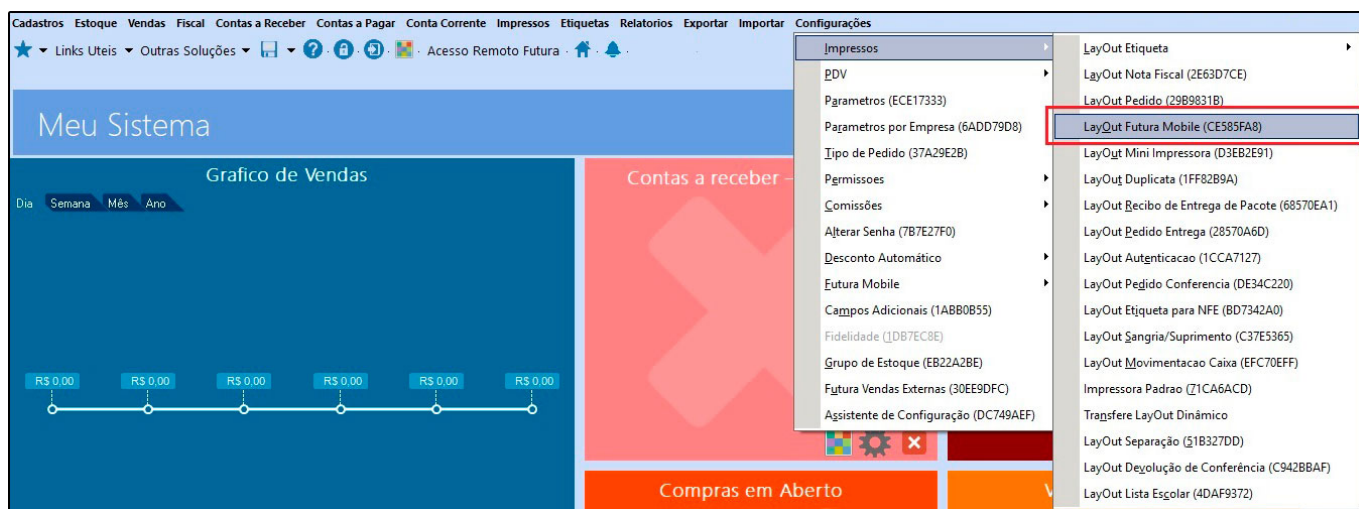 Cadastros Estoque Vendas Fiscal Contas a Receber Contas a Pagar Conta Corrente Impressos Etiquetas Relatorios Exportar Importar Configurações
Links Uteis Outras Soluções Acesso Remoto Futura
Meu Sistema
Grafico de Vendas
Dia Semana Mês Ano
R$ 0,00 R$ 0,00 R$ 0,00 R$ 0,00 R$ 0,00 R$ 0,00
Contas a receber –
Compras em Aberto
V
Impressos
PDV
Parametros (ECE17333)
Parametros por Empresa (6ADD79D8)
Tipo de Pedido (37A29E2B)
Permissoes
Comissões
Alterar Senha (7B7E27F0)
Desconto Automático
Futura Mobile
Campos Adicionais (1ABB0B55)
Fidelidade (1DB7EC8E)
Grupo de Estoque (EB22A2BE)
Futura Vendas Externas (30EE9DFC)
Assistente de Configuração (DC749AEF)
LayOut Etiqueta
LayOut Nota Fiscal (2E63D7CE)
LayOut Pedido (29B9831B)
LayOut Futura Mobile (CE585FA8)
LayOut Mini Impressora (D3EB2E91)
LayOut Duplicata (1FF82B9A)
LayOut Recibo de Entrega de Pacote (68570EA1)
LayOut Pedido Entrega (28570A6D)
LayOut Autenticacao (1CCA7127)
LayOut Pedido Conferencia (DE34C220)
LayOut Etiqueta para NFE (BD7342A0)
LayOut Sangria/Suprimento (C37E5365)
LayOut Movimentacao Caixa (EFC70EFF)
Impressora Padrao (71CA6ACD)
Transfere LayOut Dinâmico
LayOut Separação (51B327DD)
LayOut Devolução de Conferência (C942BBAF)
LayOut Lista Escolar (4DAF9372)